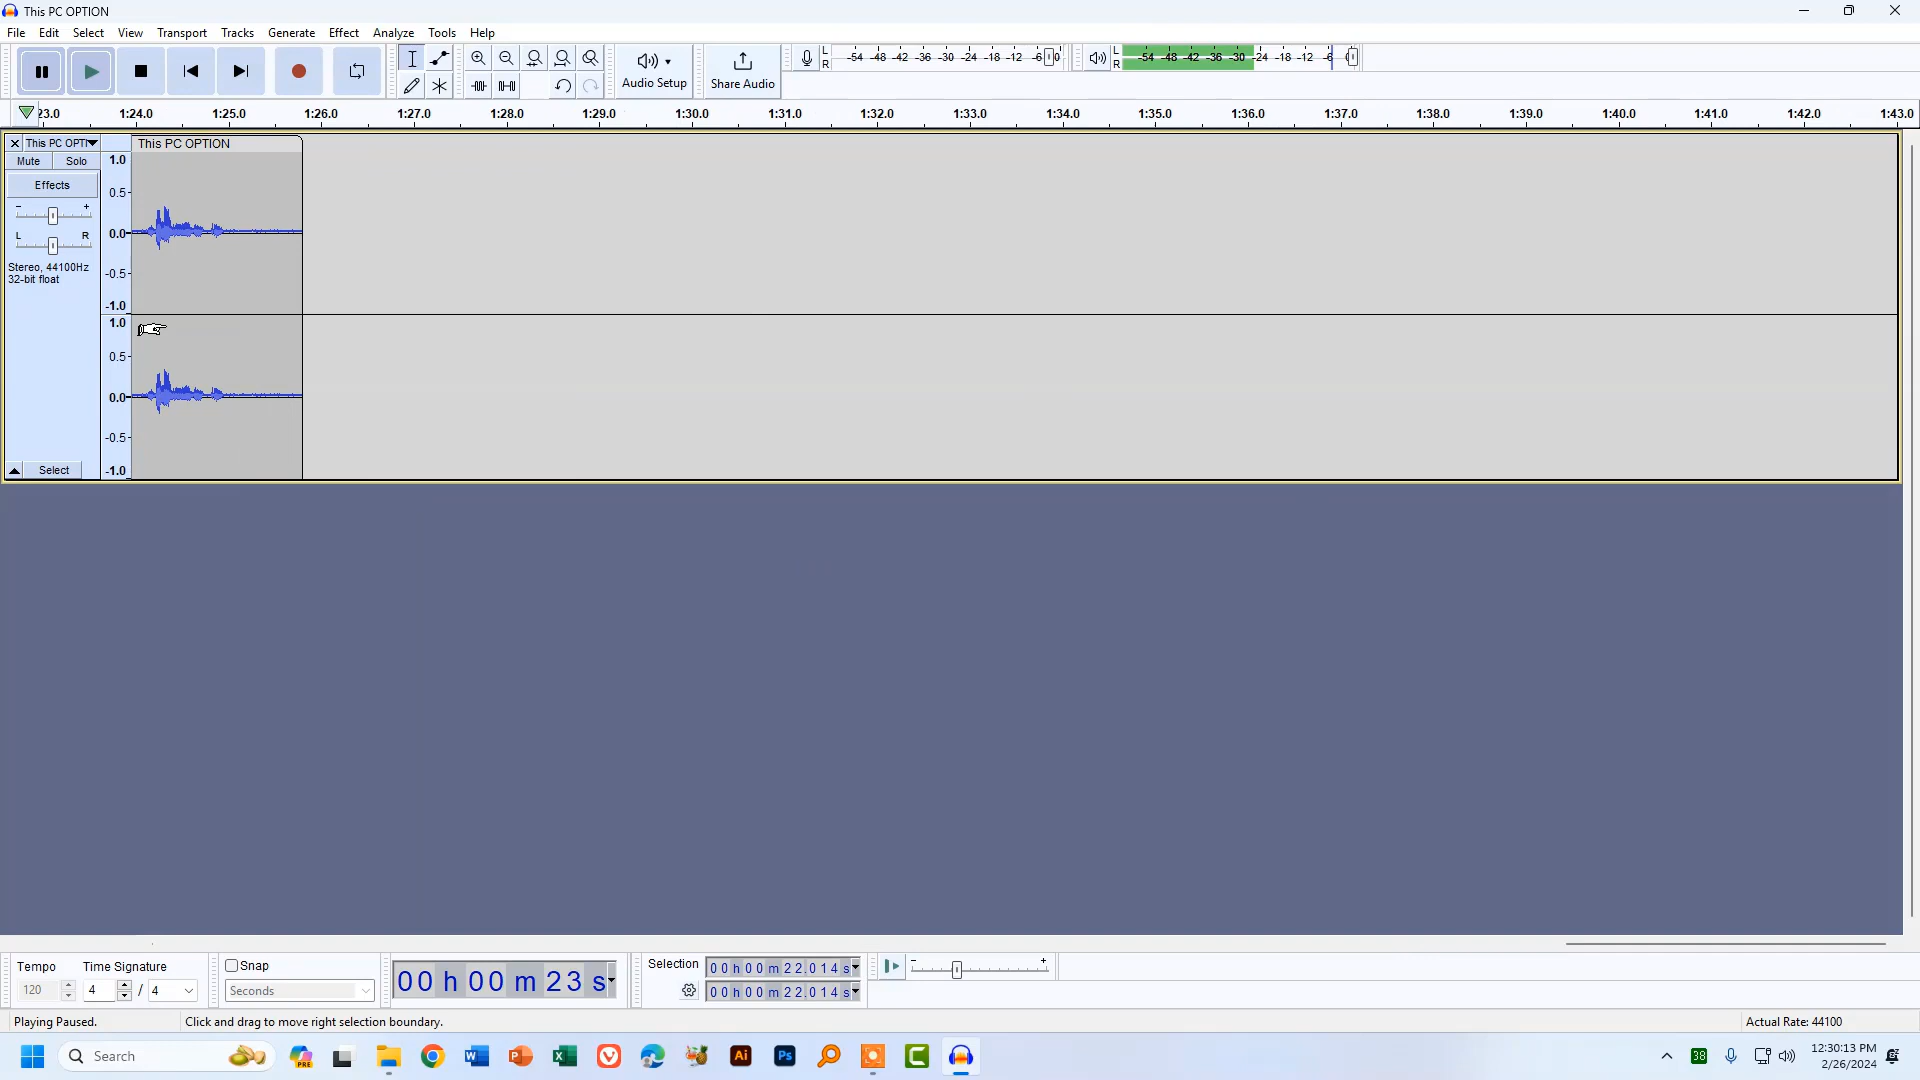 This PC OPTION
File Edit Select View Transport Tracks Generate Effect Analyze Tools Help
Audio Setup
Share Audio
L R -54 -48 -42 -36 -30 -24 -18 -12 -6 0
L R -54 -48 -42 -36 -30 -24 -18 -12 -6 0
23.0 1:24.0 1:25.0 1:26.0 1:27.0 1:28.0 1:29.0 1:30.0 1:31.0 1:32.0 1:33.0 1:34.0 1:35.0 1:36.0 1:37.0 1:38.0 1:39.0 1:40.0 1:41.0 1:42.0 1:43.0
This PC OPTI
This PC OPTION
Mute Solo
Effects
- +
L R
Stereo, 44100Hz
32-bit float
Select
1.0
0.5
0.0
-0.5
-1.0
1.0
0.5
0.0
-0.5
-1.0
Tempo
120
Time Signature
4 / 4
Snap
Seconds
00 h 00 m 23 s
Selection
00 h 00 m 22.014 s
00 h 00 m 22.014 s
- +
Playing Paused.
Click and drag to move right selection boundary.
Actual Rate: 44100
Search
PRE
W
P
X
Ai
Ps
C
38
12:30:13 PM
2/26/2024